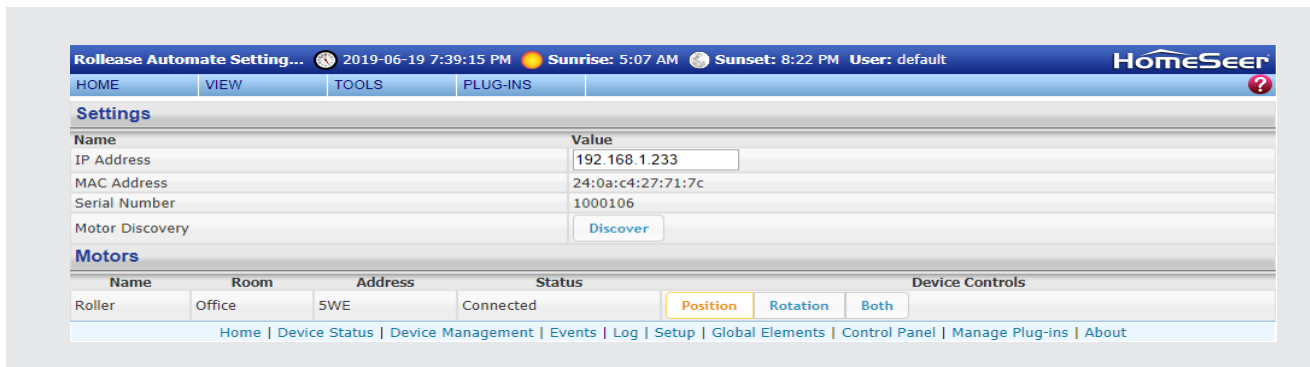 Rollease Automate Setting... 2019-06-19 7:39:15 PM Sunrise: 5:07 AM Sunset: 8:22 PM User: default HomeSeer
HOME VIEW TOOLS PLUG-INS ?
Settings
Name Value
IP Address 192.168.1.233
MAC Address 24:0a:c4:27:71:7c
Serial Number 1000106
Motor Discovery Discover
Motors
Name Room Address Status Device Controls
Roller Office 5WE Connected Position Rotation Both
Home | Device Status | Device Management | Events | Log | Setup | Global Elements | Control Panel | Manage Plug-ins | About